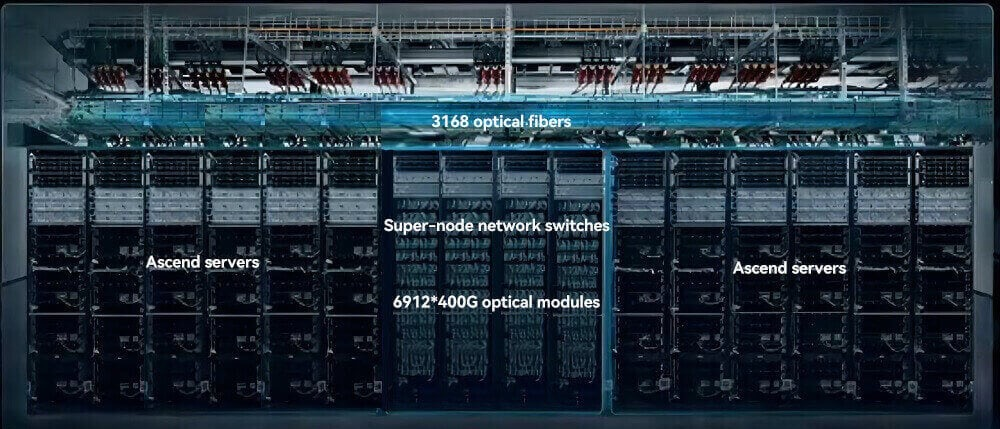 3168 optical fibers
Super-node network switches
Ascend servers
Ascend servers
6912*400G optical modules